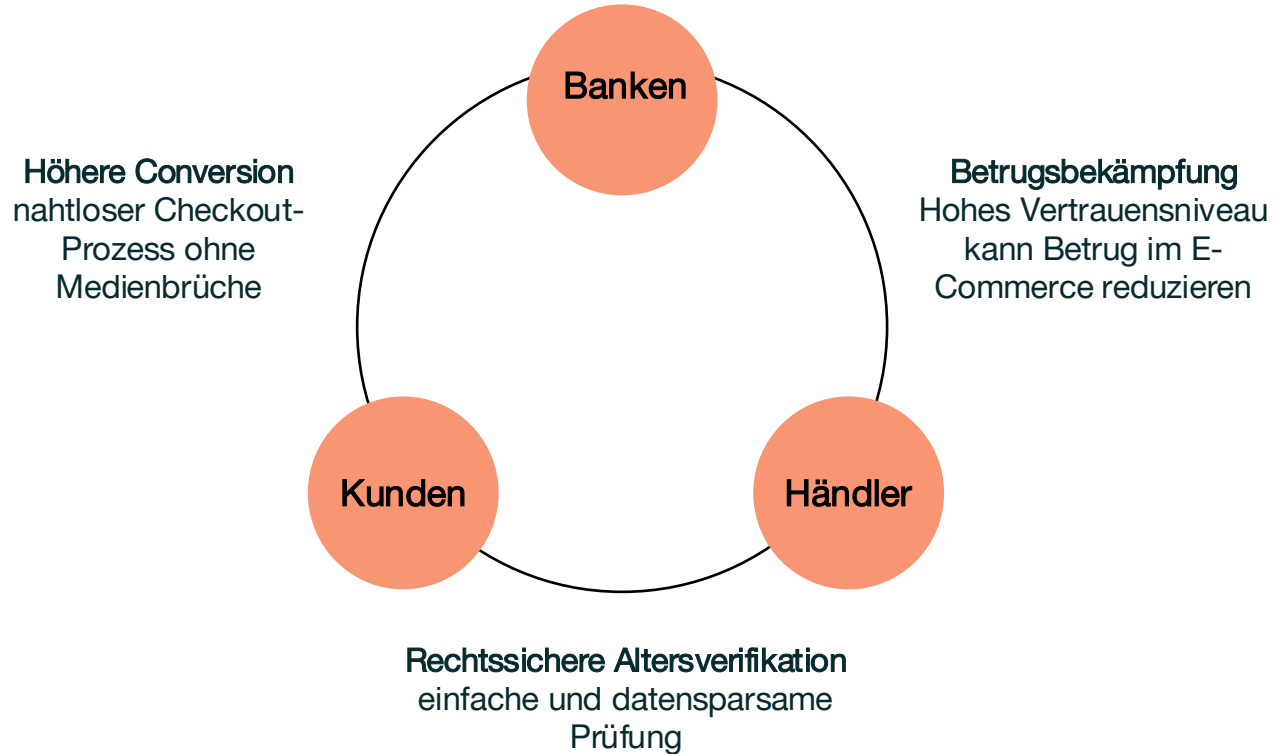 Banken
Höhere Conversion
nahtloser Checkout-
Prozess ohne
Medienbrüche
Betrugsbekämpfung
Hohes Vertrauensniveau
kann Betrug im E-
Commerce reduzieren
Kunden
Händler
Rechtssichere Altersverifikation
einfache und datensparsame
Prüfung